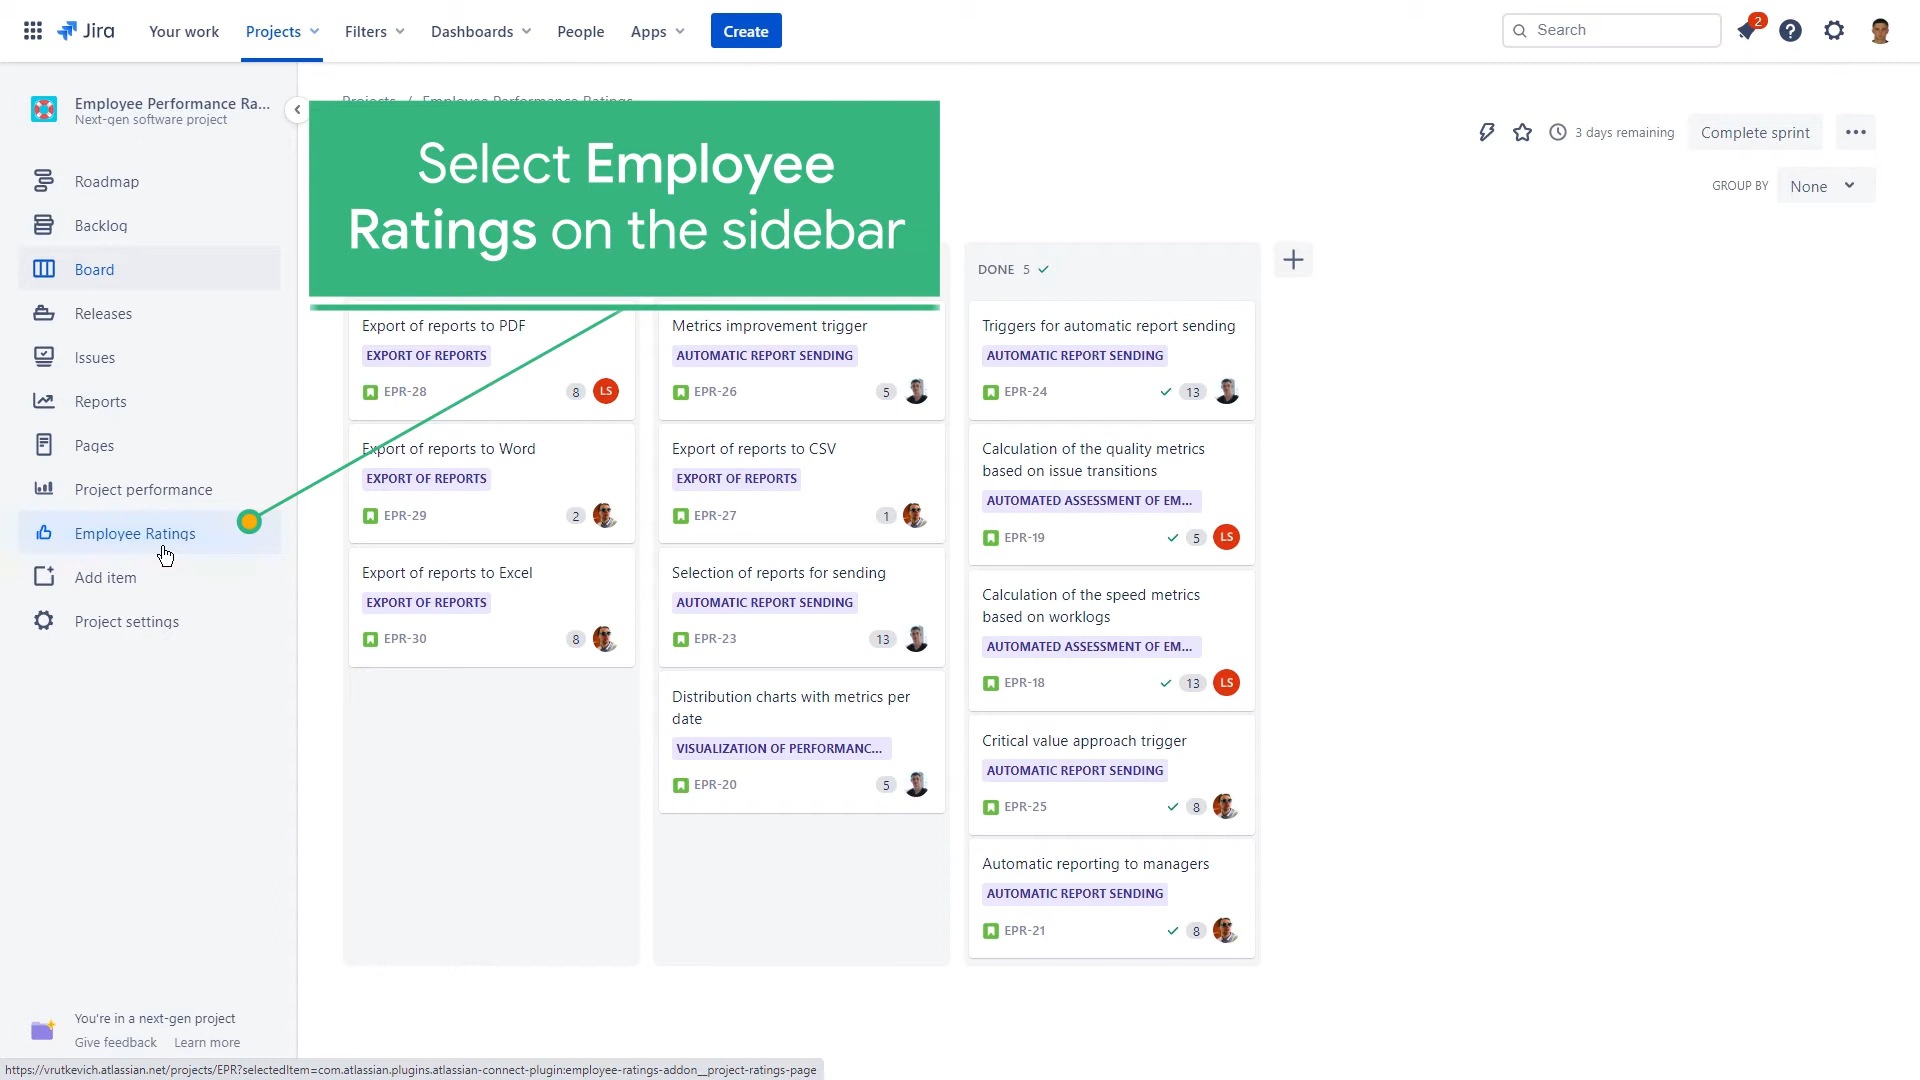 Jira
Your work
Projects
Filters
Dashboards
People
Apps
Create
Search
2
Employee Performance Ra...
Next-gen software project
Roadmap
Backlog
Board
Releases
Issues
Reports
Pages
Project performance
Employee Ratings
Add item
Project settings
You're in a next-gen project
Give feedback Learn more
Projects / Employee Performance Ratings
Select Employee
Ratings on the sidebar
3 days remaining
Complete sprint
GROUP BY
None
Export of reports to PDF
EXPORT OF REPORTS
EPR-28
8
LS
Export of reports to Word
EXPORT OF REPORTS
EPR-29
2
Export of reports to Excel
EXPORT OF REPORTS
EPR-30
8
Metrics improvement trigger
AUTOMATIC REPORT SENDING
EPR-26
5
Export of reports to CSV
EXPORT OF REPORTS
EPR-27
1
Selection of reports for sending
AUTOMATIC REPORT SENDING
EPR-23
13
Distribution charts with metrics per
date
VISUALIZATION OF PERFORMANC...
EPR-20
5
DONE 5
Triggers for automatic report sending
AUTOMATIC REPORT SENDING
EPR-24
13
Calculation of the quality metrics
based on issue transitions
AUTOMATED ASSESSMENT OF EM...
EPR-19
5
LS
Calculation of the speed metrics
based on worklogs
AUTOMATED ASSESSMENT OF EM...
EPR-18
13
LS
Critical value approach trigger
AUTOMATIC REPORT SENDING
EPR-25
8
Automatic reporting to managers
AUTOMATIC REPORT SENDING
EPR-21
8
https://vrutkevich.atlassian.net/projects/EPR?selectedItem=com.atlassian.plugins.atlassian-connect-plugin:employee-ratings-addon__project-ratings-page